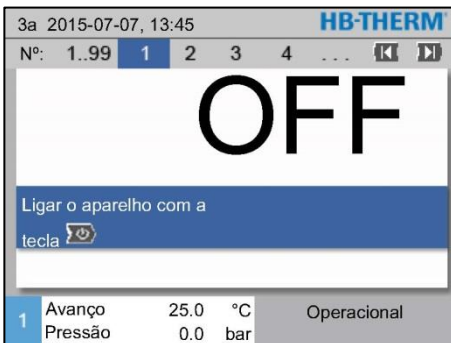 3a 2015-07-07, 13:45 HB-THERM
Nº: 1..99 1 2 3 4 ...
OFF
Ligar o aparelho com a
tecla
1 Avanço 25.0 °C Operacional
Pressão 0.0 bar